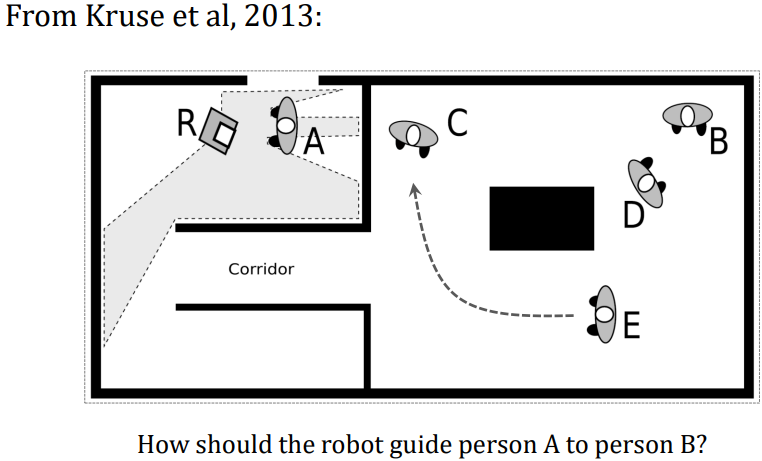 From Kruse et al, 2013:
R
A
C
B
D
Corridor
E
How should the robot guide person A to person B?